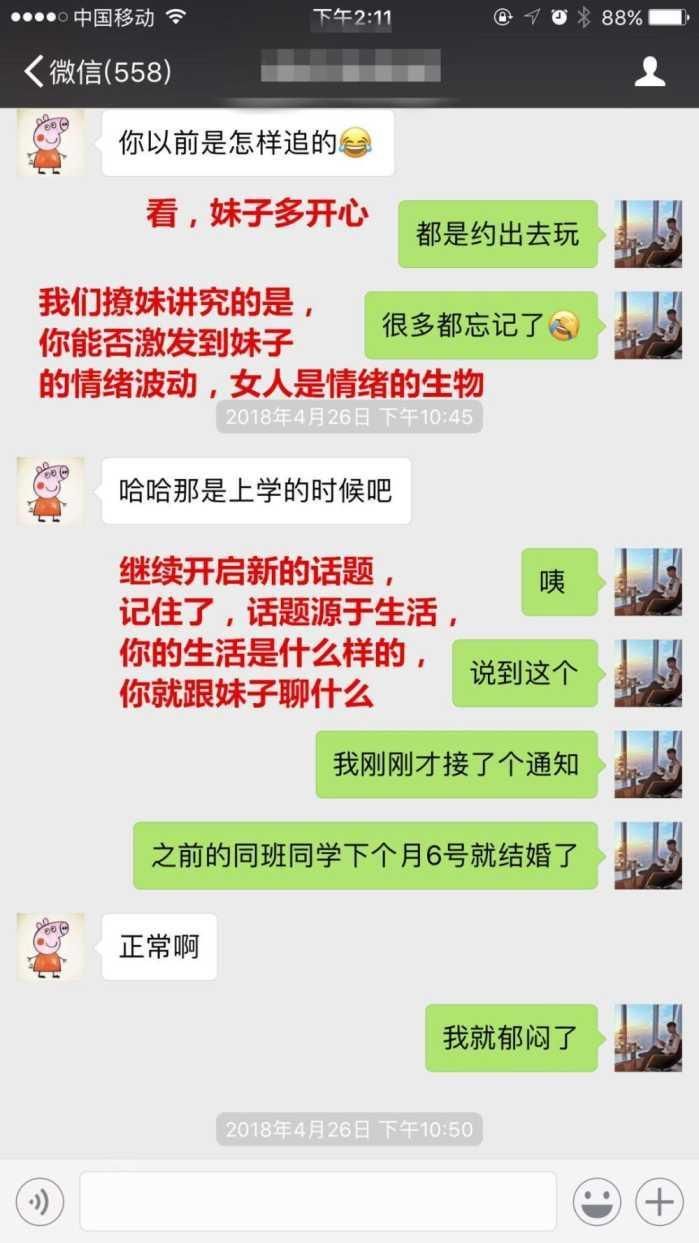 中国移动 下午2:11 88%
微信(558)
你以前是怎样追的😂
看，妹子多开心
都是约出去玩
我们撩妹讲究的是，
你能否激发到妹子
的情绪波动，女人是情绪的生物
很多都忘记了🤣
2018年4月26日 下午10:45
哈哈那是上学的时候吧
继续开启新的话题，
记住了，话题源于生活，
你的生活是什么样的，
你就跟妹子聊什么
咦
说到这个
我刚刚才接了个通知
之前的同班同学下个月6号就结婚了
正常啊
我就郁闷了
2018年4月26日 下午10:50